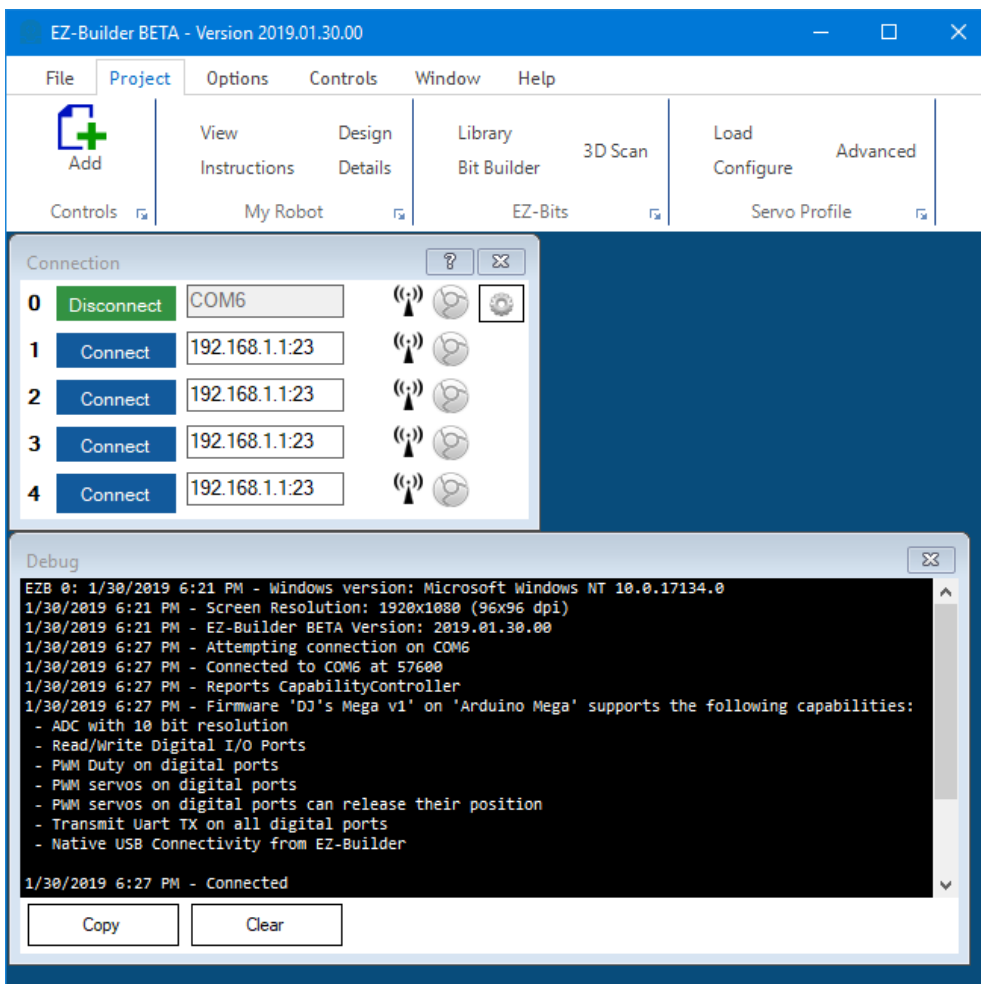 EZ-Builder BETA - Version 2019.01.30.00
File Project Options Controls Window Help
Add
Controls
View Design
Instructions Details
My Robot
Library
Bit Builder
3D Scan
EZ-Bits
Load
Configure
Advanced
Servo Profile
Connection
0 Disconnect COM6
1 Connect 192.168.1.1:23
2 Connect 192.168.1.1:23
3 Connect 192.168.1.1:23
4 Connect 192.168.1.1:23
Debug
EZB 0: 1/30/2019 6:21 PM - Windows version: Microsoft Windows NT 10.0.17134.0
1/30/2019 6:21 PM - Screen Resolution: 1920x1080 (96x96 dpi)
1/30/2019 6:21 PM - EZ-Builder BETA Version: 2019.01.30.00
1/30/2019 6:27 PM - Attempting connection on COM6
1/30/2019 6:27 PM - Connected to COM6 at 57600
1/30/2019 6:27 PM - Reports CapabilityController
1/30/2019 6:27 PM - Firmware 'DJ's Mega v1' on 'Arduino Mega' supports the following capabilities:
- ADC with 10 bit resolution
- Read/Write Digital I/O Ports
- PWM Duty on digital ports
- PWM servos on digital ports
- PWM servos on digital ports can release their position
- Transmit Uart TX on all digital ports
- Native USB Connectivity from EZ-Builder
1/30/2019 6:27 PM - Connected
Copy Clear